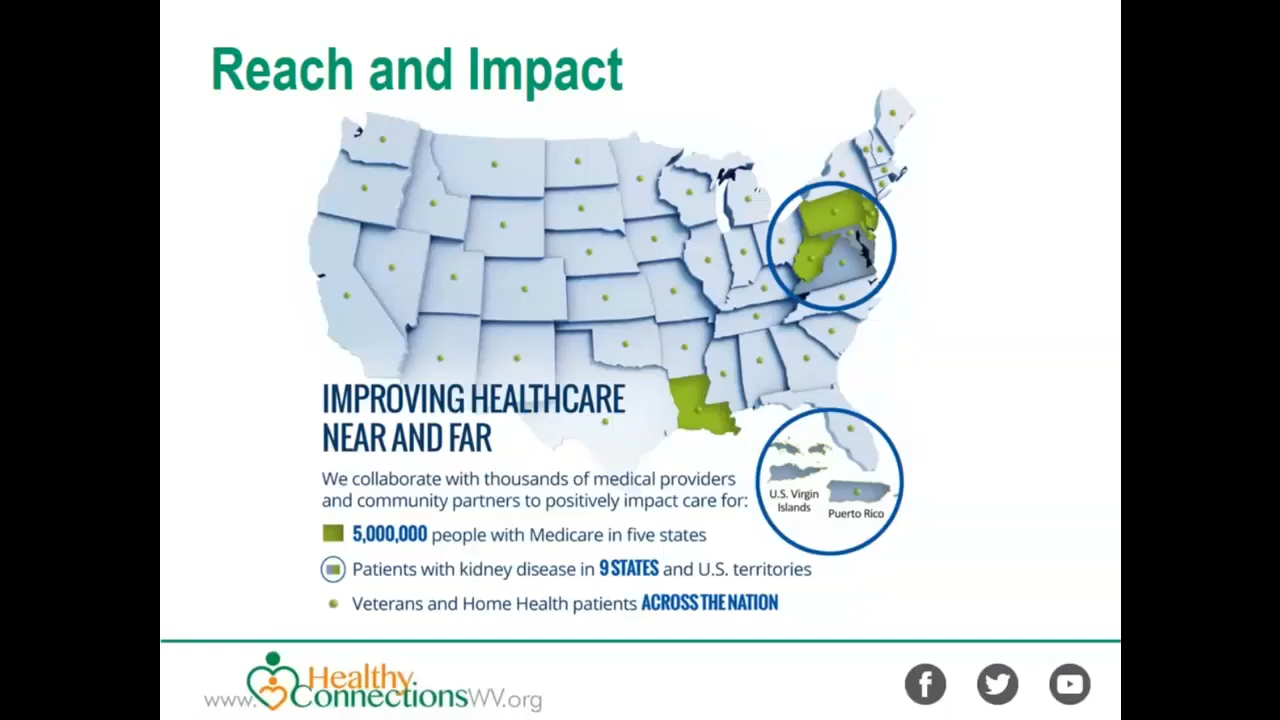 Reach and Impact
IMPROVING HEALTHCARE
NEAR AND FAR
We collaborate with thousands of medical providers
and community partners to positively impact care for:
5,000,000 people with Medicare in five states
Patients with kidney disease in 9 STATES and U.S. territories
Veterans and Home Health patients ACROSS THE NATION
U.S. Virgin
Islands
Puerto Rico
www.Healthy
ConnectionsWV.org